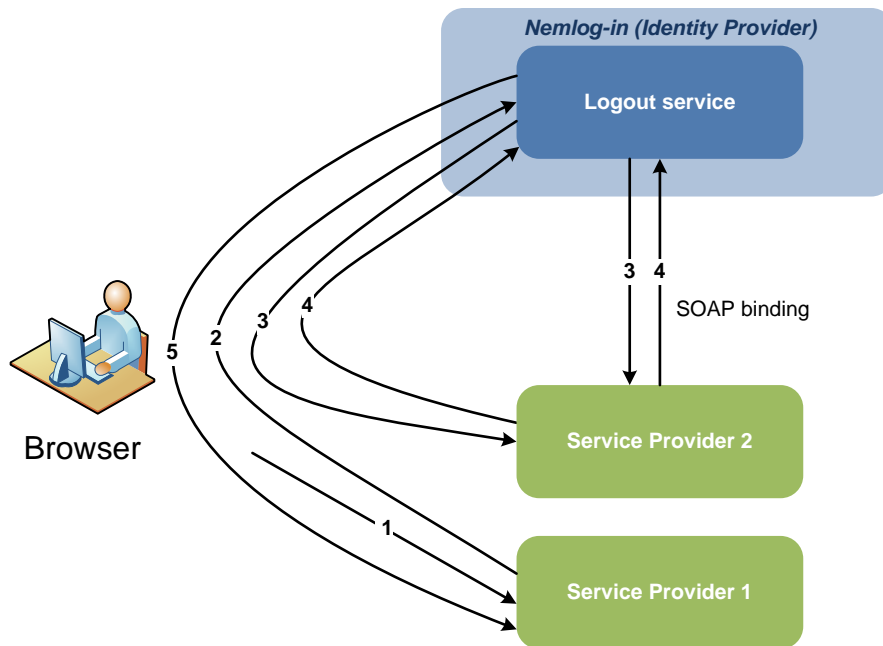 Nemlog-in (Identity Provider)
Logout service
3
4
SOAP binding
5
2
3
4
Browser
Service Provider 2
1
Service Provider 1